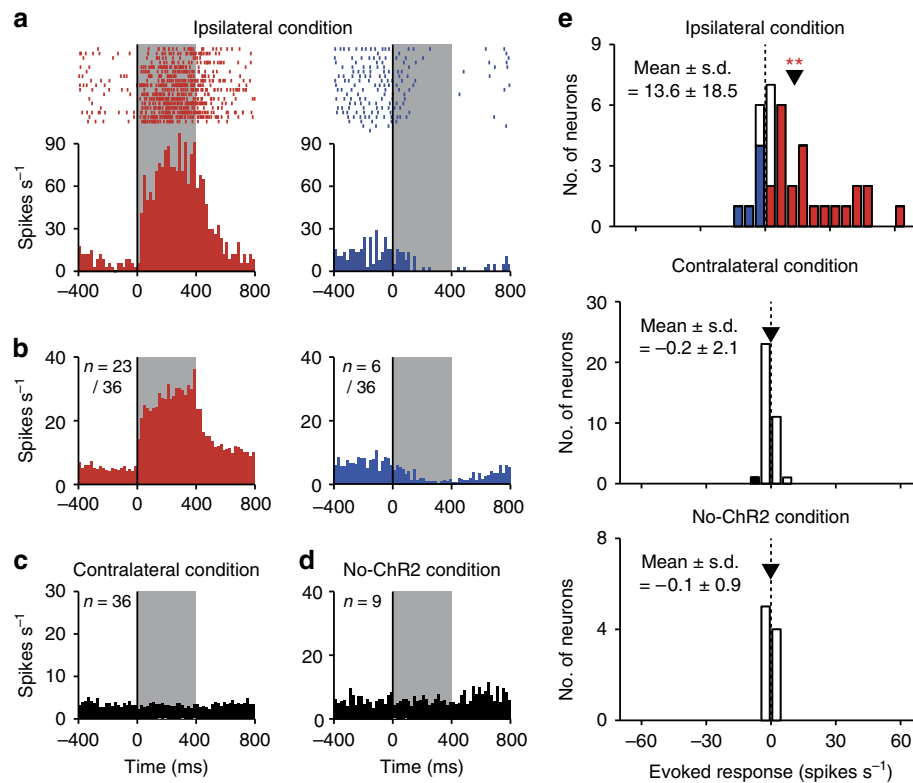 a
Ipsilateral condition
90
60
30
0
Spikes s⁻¹
−400 0 400 800
−400 0 400 800
b
n = 23
/ 36
n = 6
/ 36
40
20
0
Spikes s⁻¹
−400 0 400 800
−400 0 400 800
c
Contralateral condition
n = 36
30
20
10
0
Spikes s⁻¹
−400 0 400 800
Time (ms)
d
No-ChR2 condition
n = 9
40
20
0
−400 0 400 800
Time (ms)
e
Ipsilateral condition
Mean ± s.d.
= 13.6 ± 18.5
**
9
6
3
0
No. of neurons
Contralateral condition
Mean ± s.d.
= −0.2 ± 2.1
30
20
10
0
No. of neurons
−70 −30 0 30 60
No-ChR2 condition
Mean ± s.d.
= −0.1 ± 0.9
8
4
0
No. of neurons
−60 −30 0 30 60
Evoked response (spikes s⁻¹)